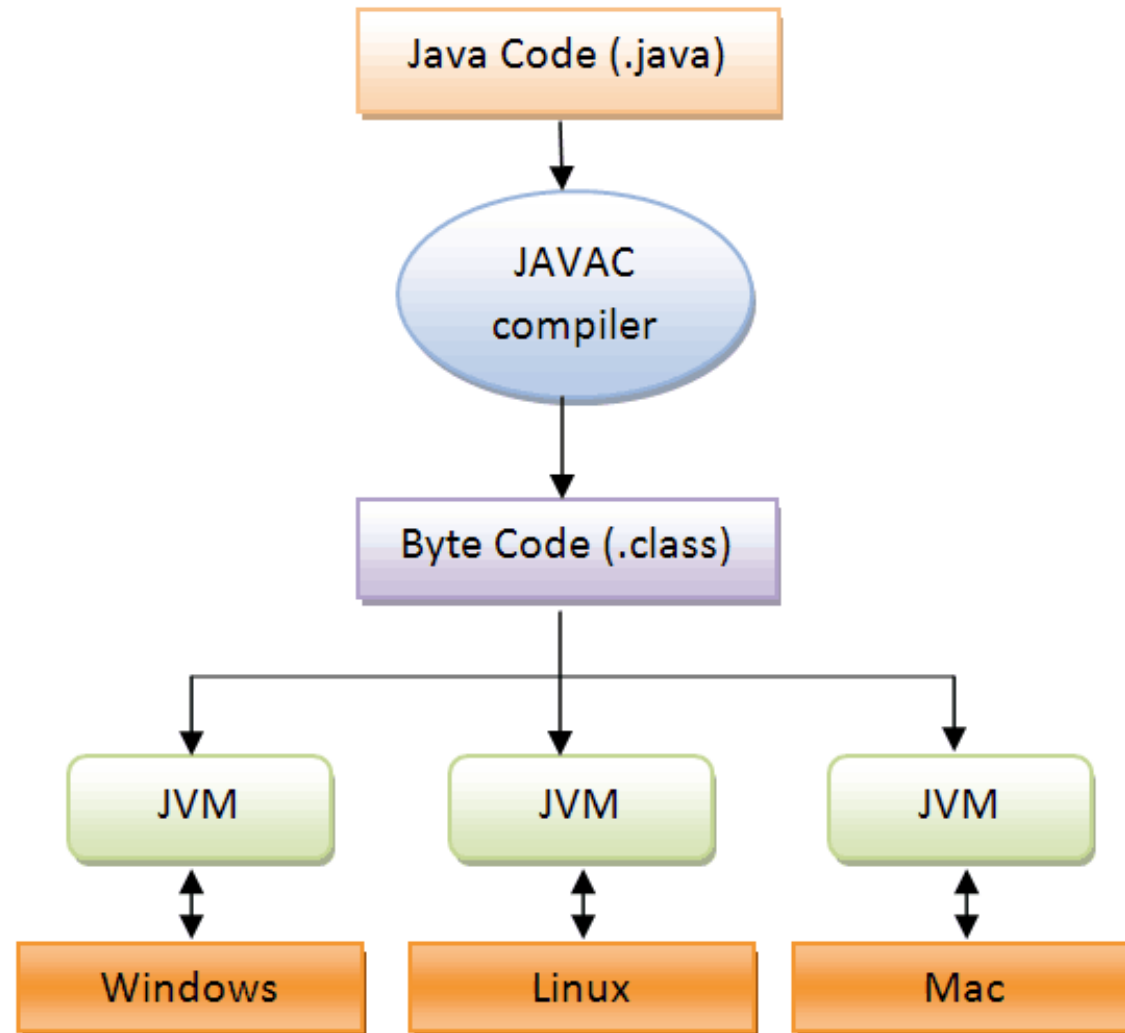 Java Code (.java)
JAVAC
compiler
Byte Code (.class)
JVM
JVM
JVM
Windows
Linux
Mac